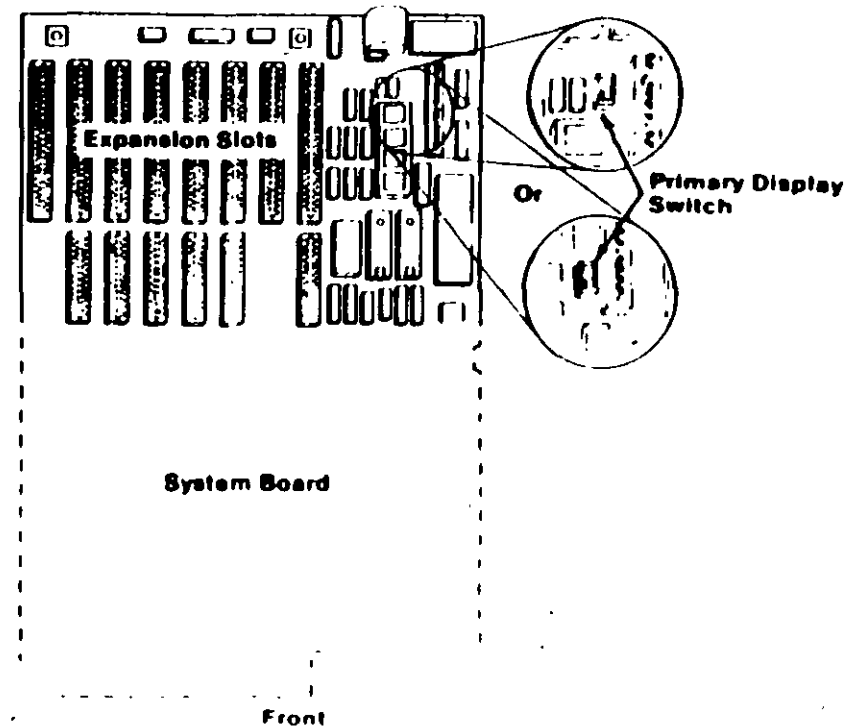 Expansion Slots
Or
Primary Display
Switch
System Board
Front